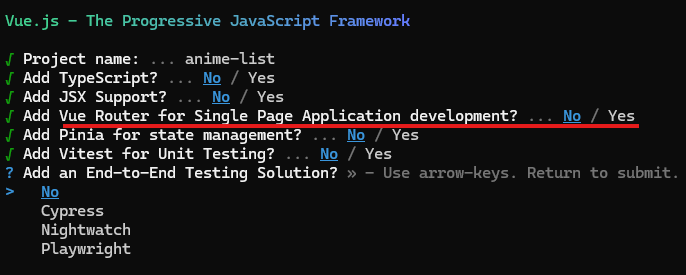 Vue.js - The Progressive JavaScript Framework
√ Project name: ... anime-list
√ Add TypeScript? ... No / Yes
√ Add JSX Support? ... No / Yes
√ Add Vue Router for Single Page Application development? ... No / Yes
√ Add Pinia for state management? ... No / Yes
√ Add Vitest for Unit Testing? ... No / Yes
? Add an End-to-End Testing Solution? » - Use arrow-keys. Return to submit.
> No
Cypress
Nightwatch
Playwright